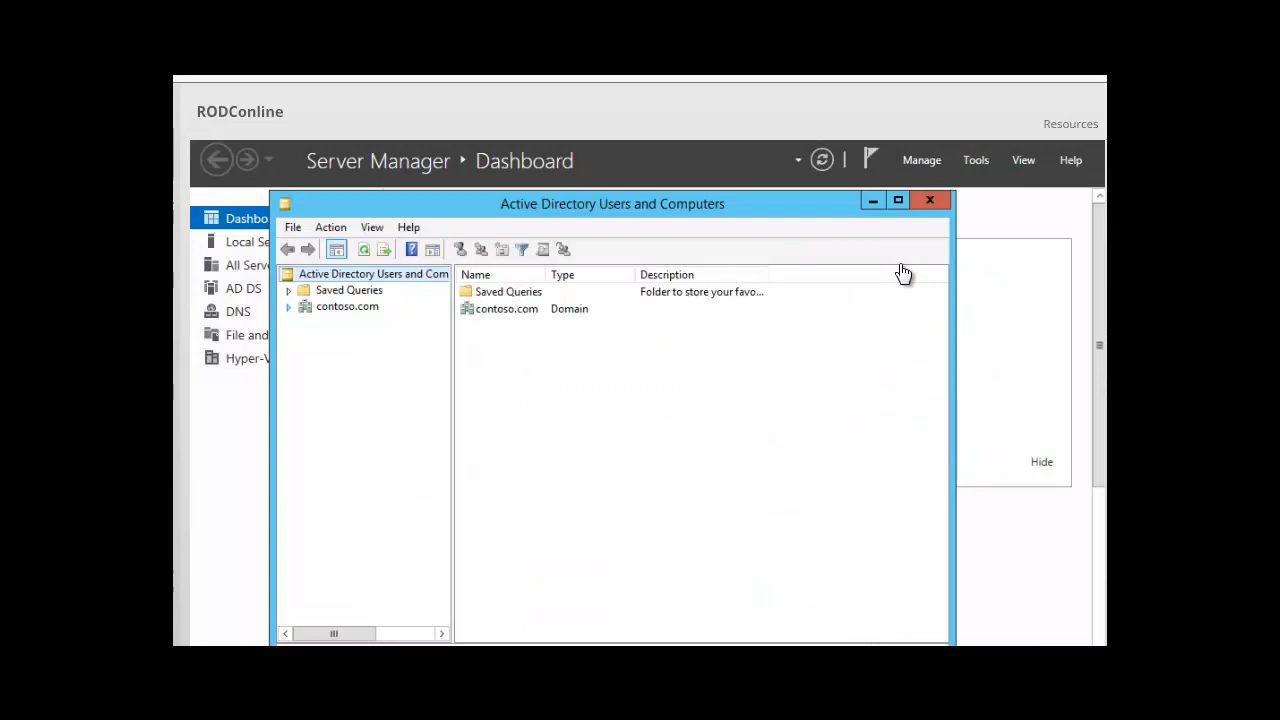 RODConline
Resources
Server Manager ‣ Dashboard
Manage Tools View Help
Active Directory Users and Computers
File Action View Help
Dashbo
Local Se
All Serve
AD DS
DNS
File and
Hyper-V
Active Directory Users and Com
Saved Queries
contoso.com
Name Type Description
Saved Queries Folder to store your favo...
contoso.com Domain
Hide